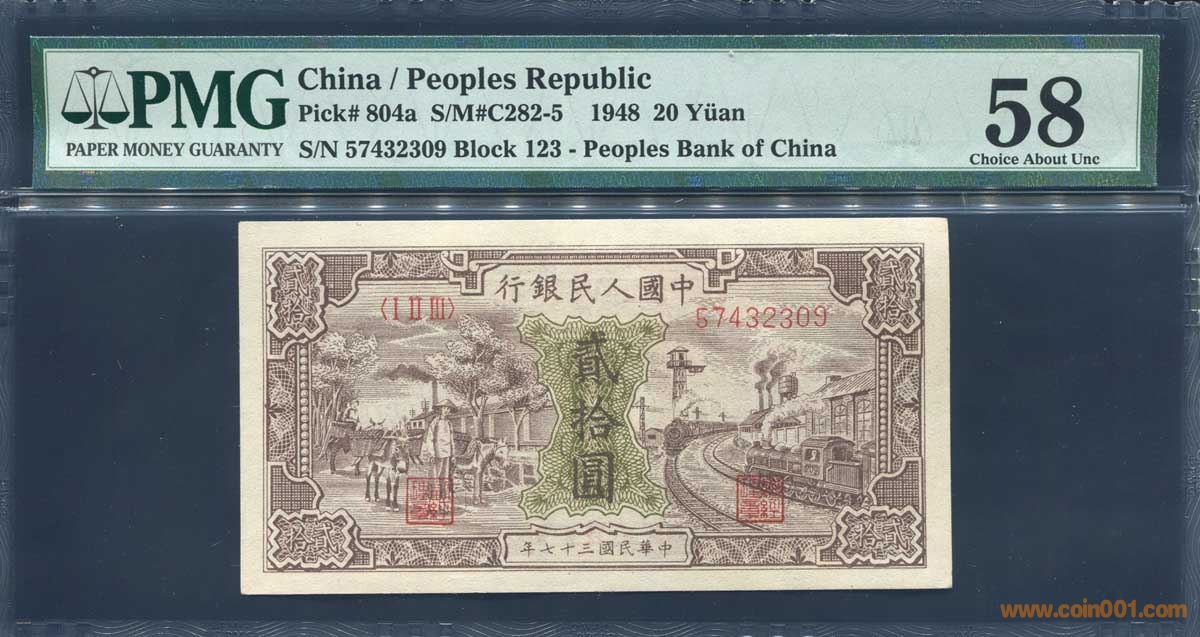 PMG
PAPER MONEY GUARANTY
China / Peoples Republic
Pick# 804a S/M#C282-5 1948 20 Yüan
S/N 57432309 Block 123 - Peoples Bank of China
58
Choice About Unc
行銀民人國中
〈I II III〉
57432309
貳拾
貳拾
貳拾圓
拾貳
拾貳
年七十三國民華中
www.coin001.com